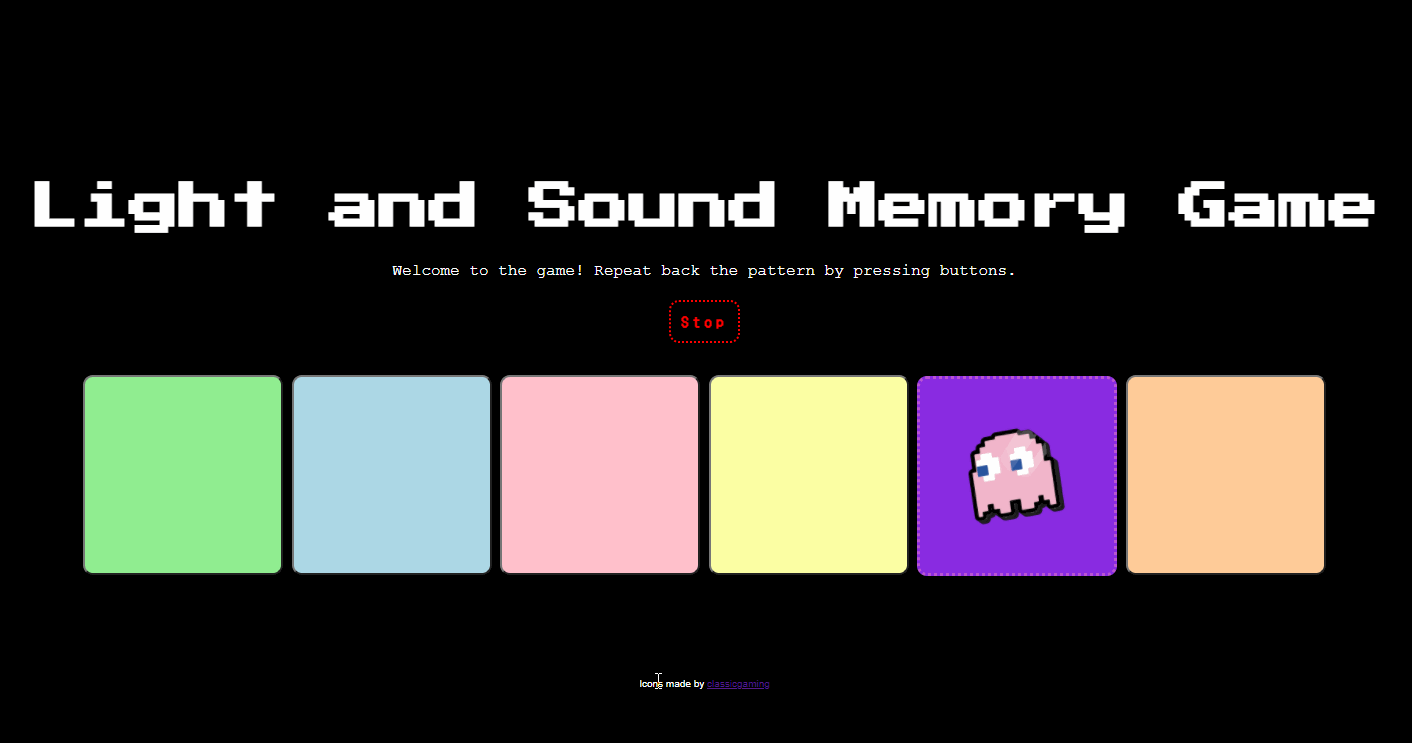 Light and Sound Memory Game
Welcome to the game! Repeat back the pattern by pressing buttons.
Stop
Icons made by classicgaming